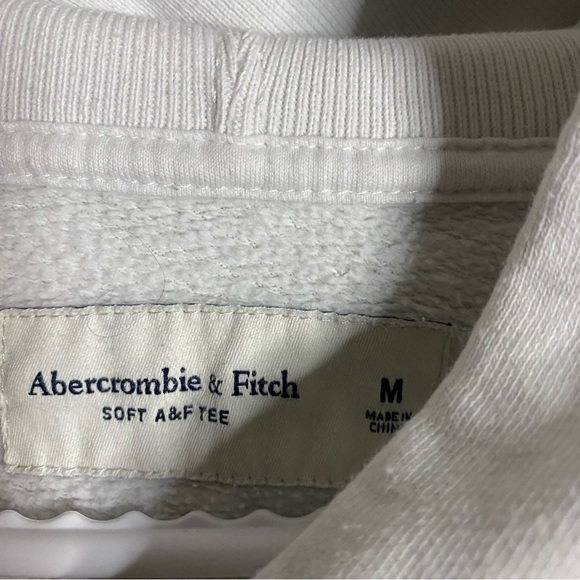 Abercrombie & Fitch
SOFT A&F TEE
M
MADE IN
CHINA